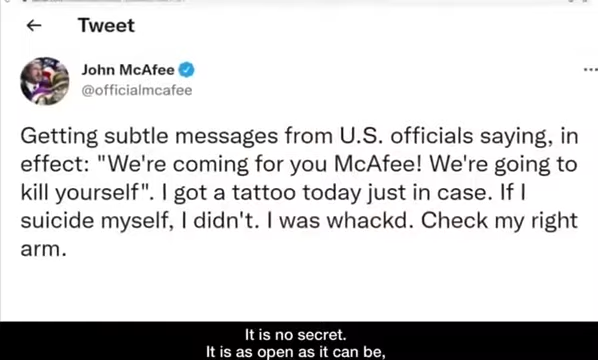 Tweet
John McAfee
@officialmcafee
Getting subtle messages from U.S. officials saying, in
effect: "We're coming for you McAfee! We're going to
kill yourself". I got a tattoo today just in case. If I
suicide myself, I didn't. I was whackd. Check my right
arm.
It is no secret.
It is as open as it can be,